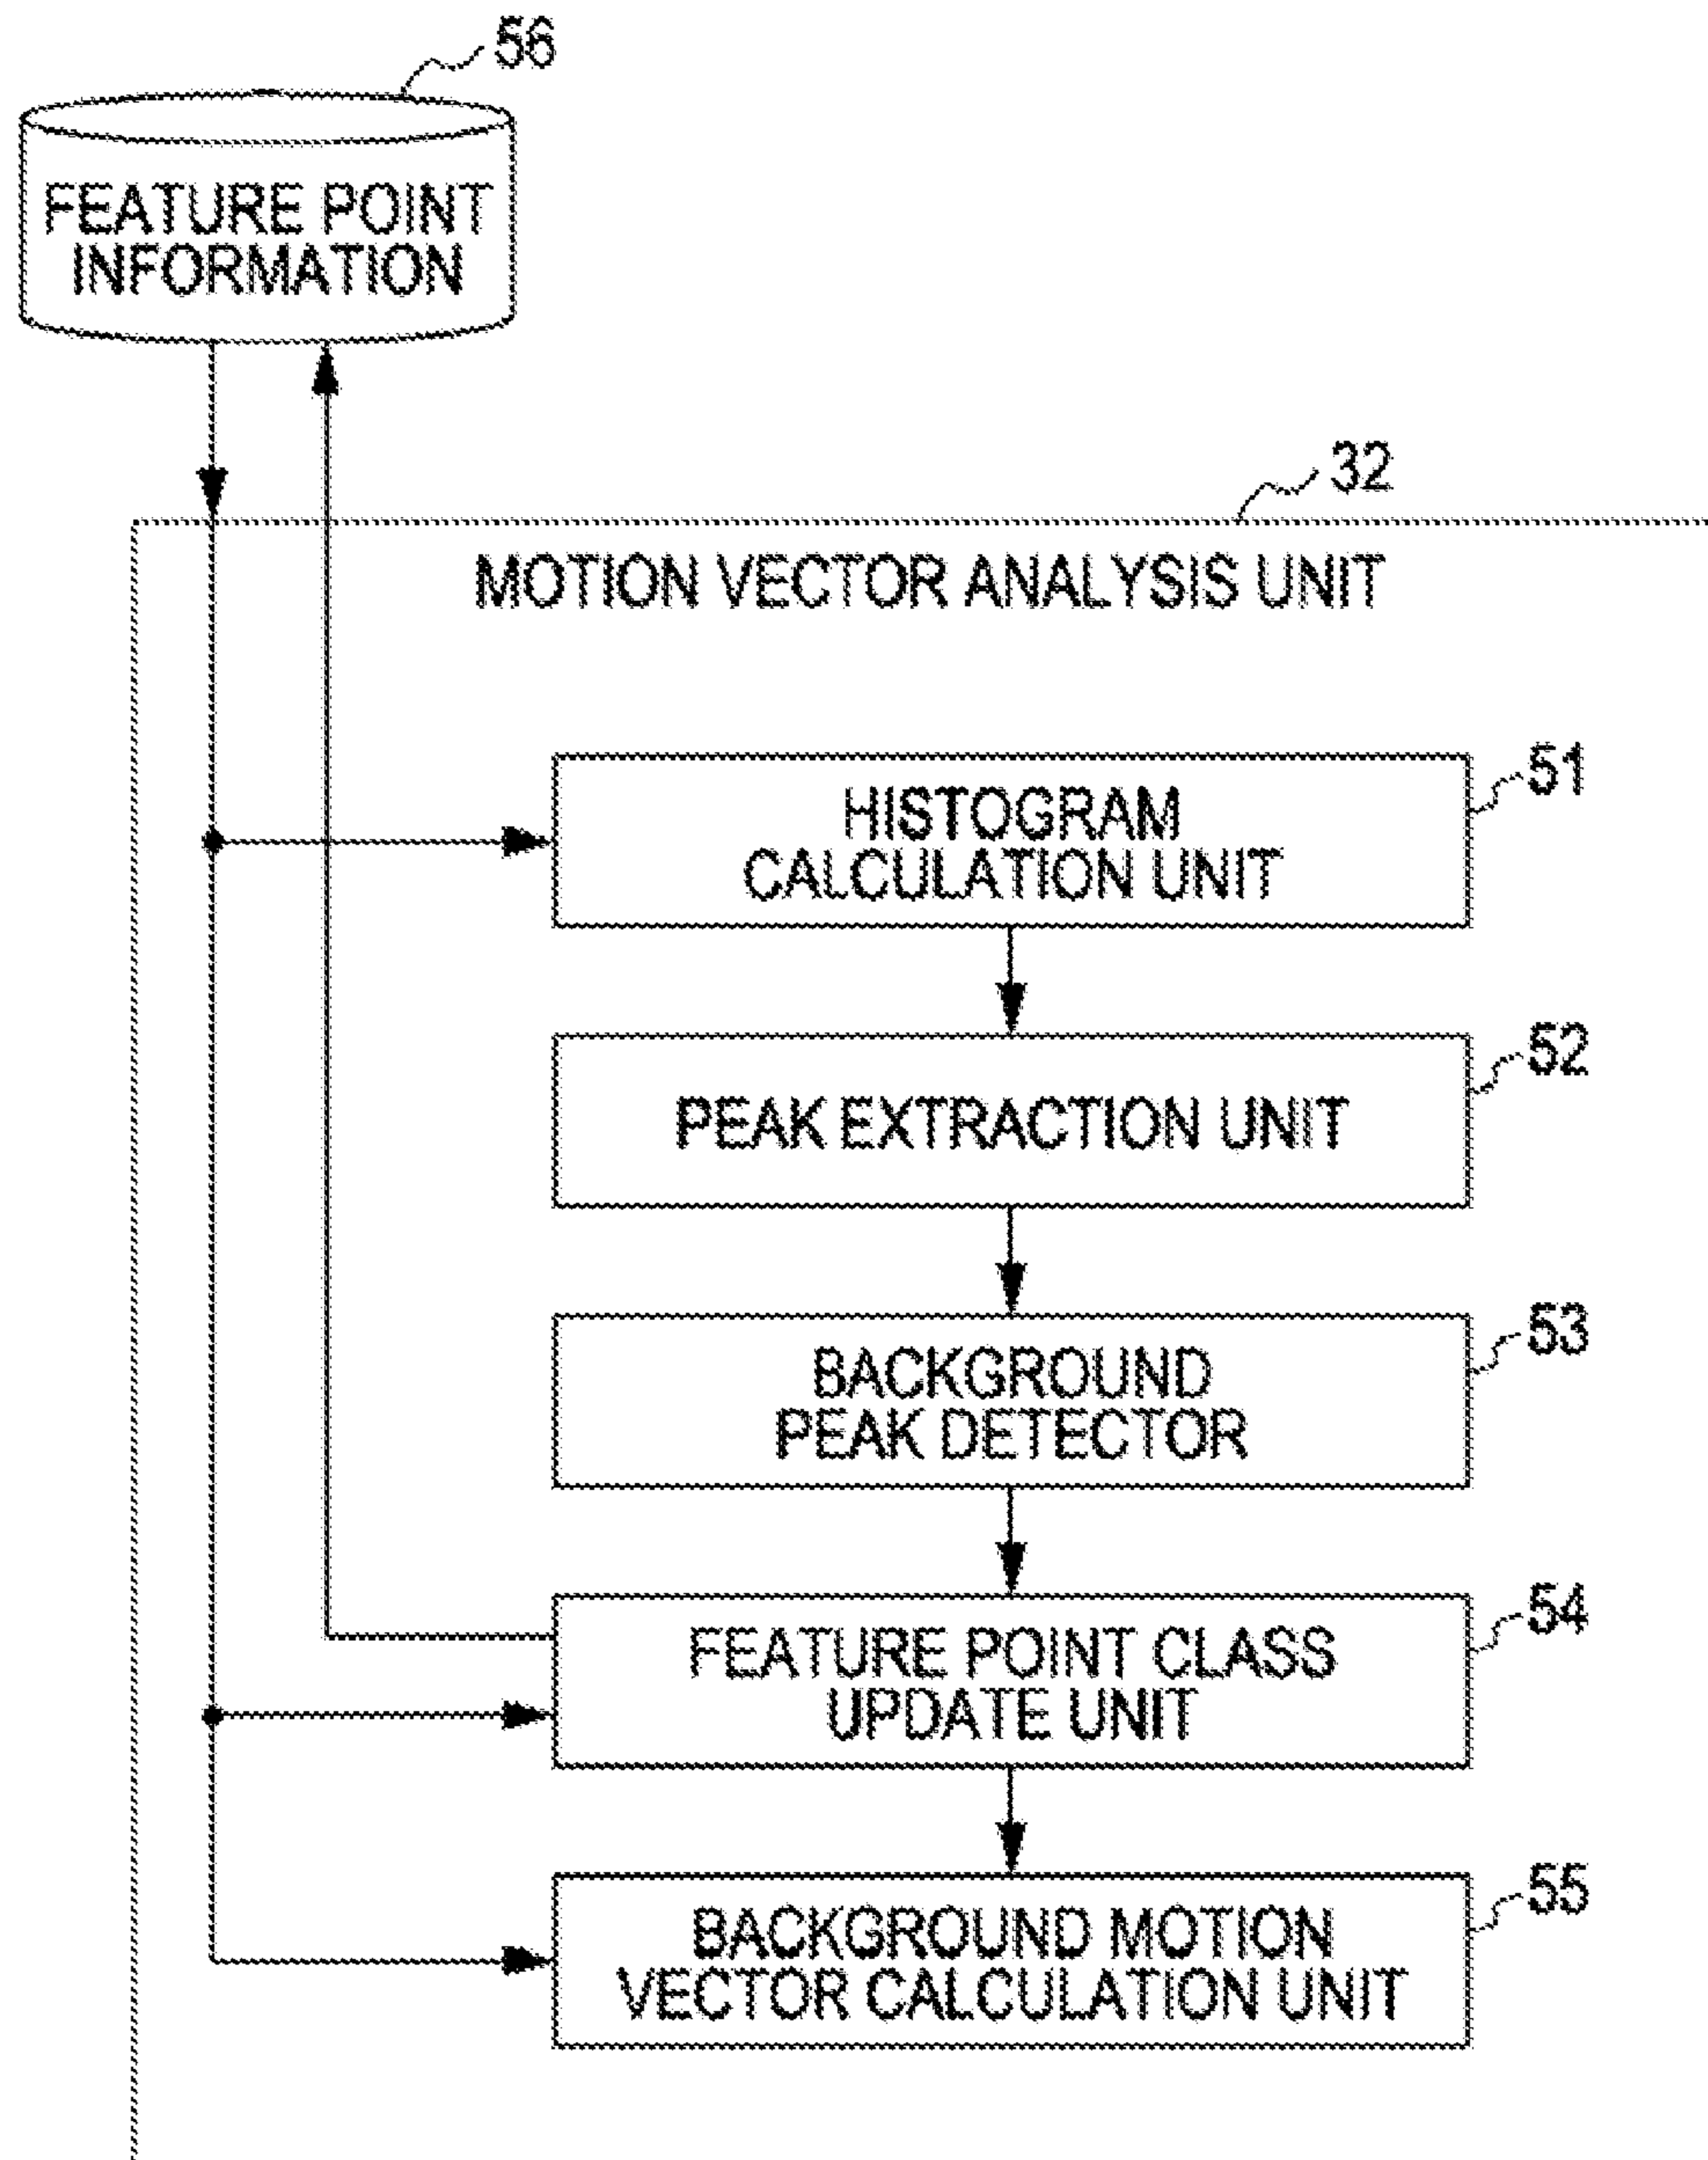 56
FEATURE POINT
INFORMATION
32
MOTION VECTOR ANALYSIS UNIT
51
HISTOGRAM
CALCULATION UNIT
52
PEAK EXTRACTION UNIT
53
BACKGROUND
PEAK DETECTOR
54
FEATURE POINT CLASS
UPDATE UNIT
55
BACKGROUND MOTION
VECTOR CALCULATION UNIT